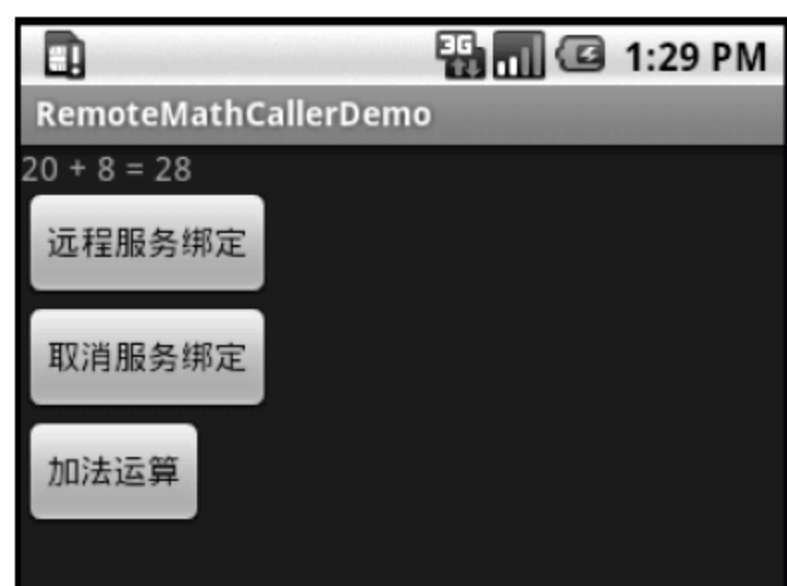 3G 1:29 PM
RemoteMathCallerDemo
20 + 8 = 28
远程服务绑定
取消服务绑定
加法运算